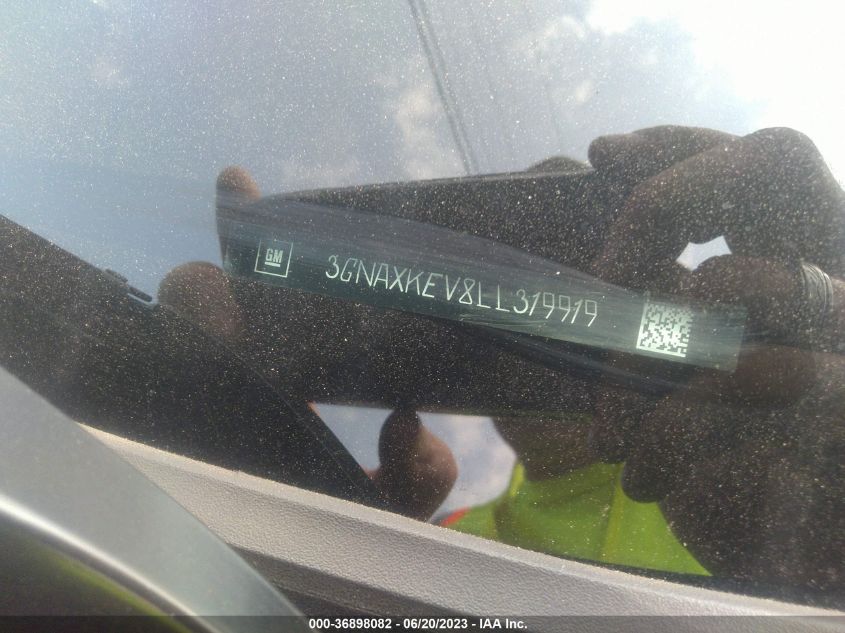 GM 3GNAXKEV8LL319919
000-36898082 - 06/20/2023 - IAA Inc.